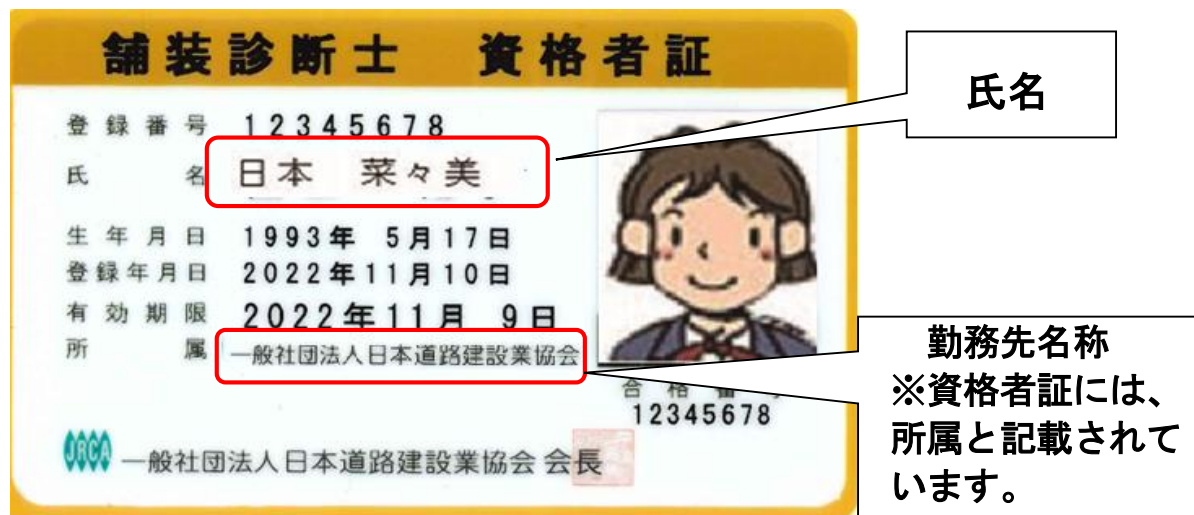 舗装診断士 資格者証
登録番号 12345678
氏名 日本 菜々美
生年月日 1993年 5月17日
登録年月日 2022年11月10日
有効期限 2022年11月 9日
所属 一般社団法人日本道路建設業協会
合格番号
12345678
JRCA 一般社団法人日本道路建設業協会 会長
氏名
勤務先名称
※資格者証には、
所属と記載されて
います。